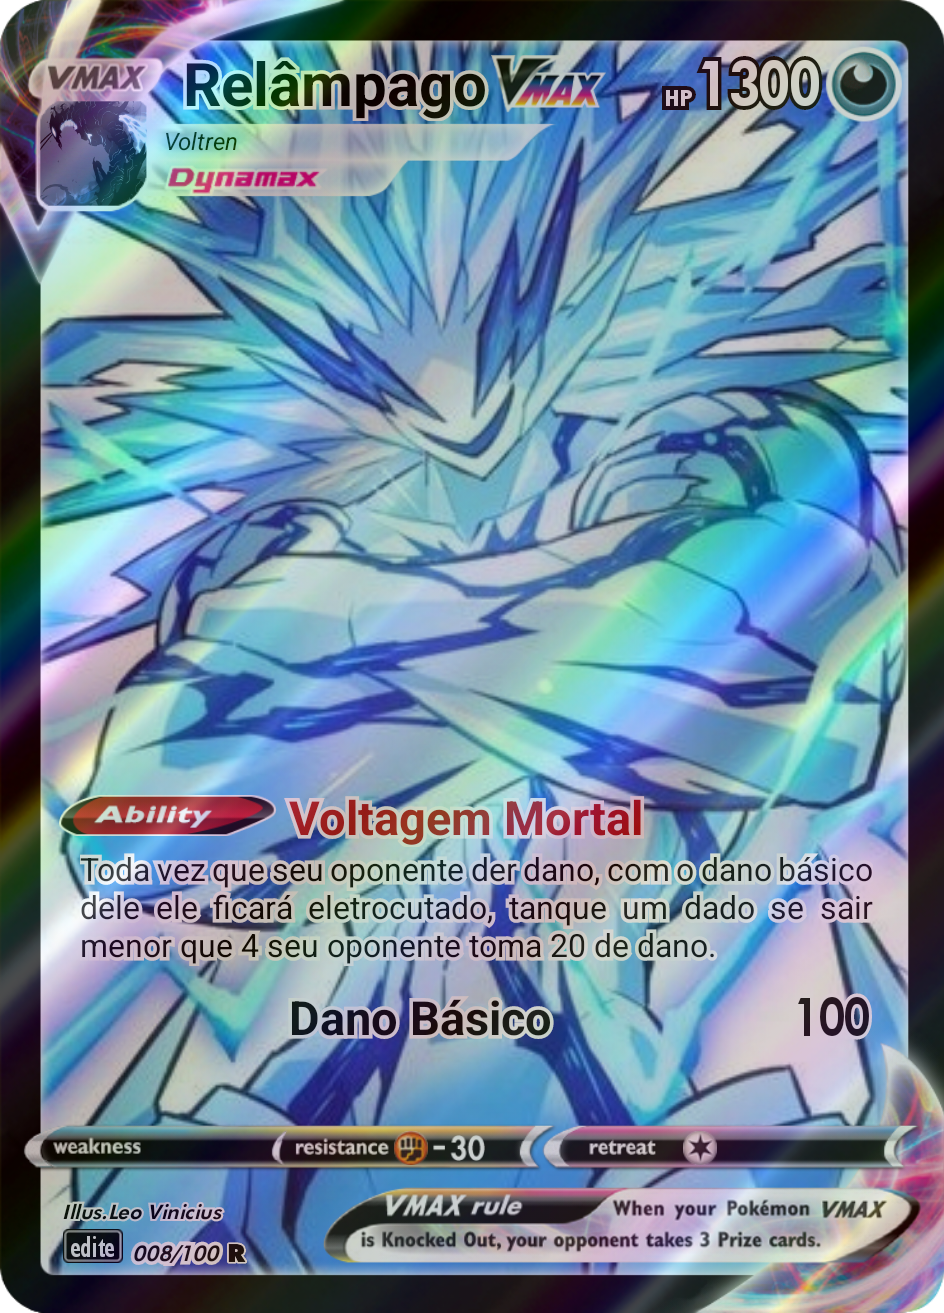 VMAX
Relâmpago VMAX HP 1300
Voltren
Dynamax
Ability Voltagem Mortal
Toda vez que seu oponente der dano, com o dano básico
dele ele ficará eletrocutado, tanque um dado se sair
menor que 4 seu oponente toma 20 de dano.
Dano Básico 100
weakness resistance -30 retreat
Illus.Leo Vinicius
VMAX rule When your Pokémon VMAX
is Knocked Out, your opponent takes 3 Prize cards.
edite 008/100 R